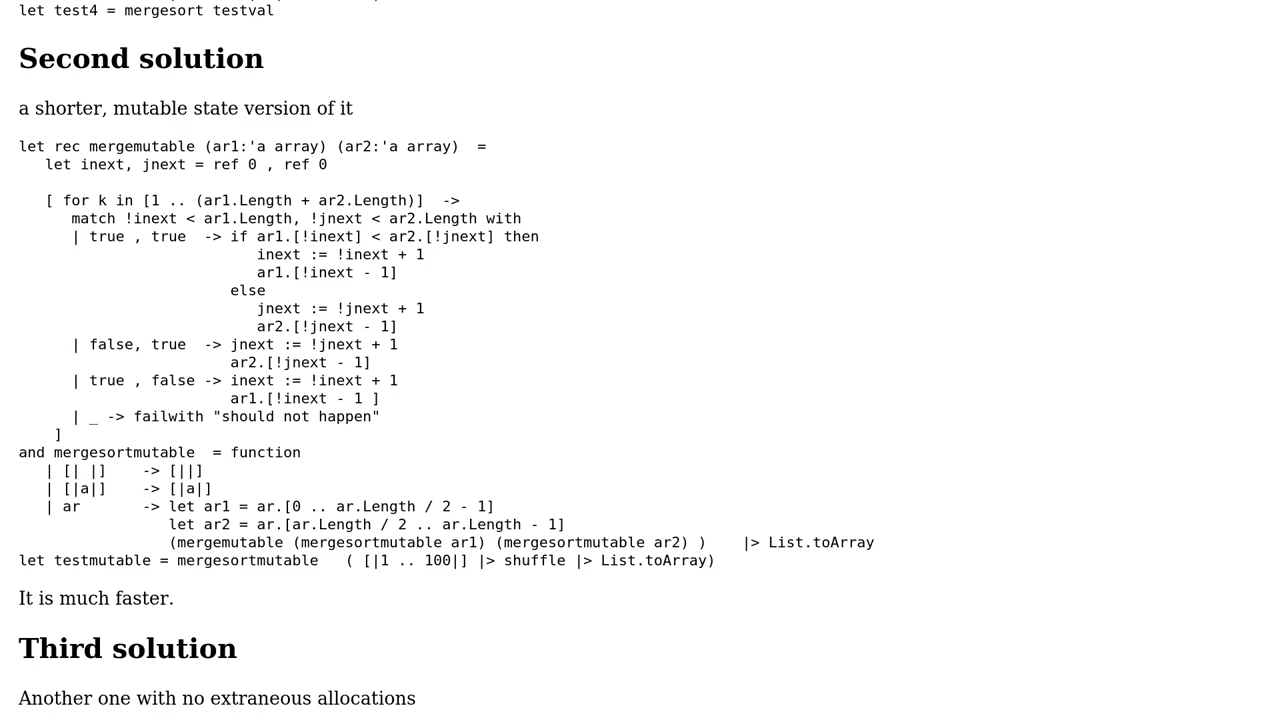 let test4 = mergesort testval
Second solution
a shorter, mutable state version of it
let rec mergemutable (ar1:'a array) (ar2:'a array)  =
   let inext, jnext = ref 0 , ref 0
   [ for k in [1 .. (ar1.Length + ar2.Length)]  ->
      match !inext < ar1.Length, !jnext < ar2.Length with
      | true , true  -> if ar1.[!inext] < ar2.[!jnext] then
                           inext := !inext + 1
                           ar1.[!inext - 1]
                        else
                           jnext := !jnext + 1
                           ar2.[!jnext - 1]
      | false, true  -> jnext := !jnext + 1
                        ar2.[!jnext - 1]
      | true , false -> inext := !inext + 1
                        ar1.[!inext - 1 ]
      | _ -> failwith "should not happen"
    ]
and mergesortmutable  = function
   | [| |]    -> [||]
   | [|a|]    -> [|a|]
   | ar       -> let ar1 = ar.[0 .. ar.Length / 2 - 1]
                 let ar2 = ar.[ar.Length / 2 .. ar.Length - 1]
                 (mergemutable (mergesortmutable ar1) (mergesortmutable ar2) )    |> List.toArray
let testmutable = mergesortmutable   ( [|1 .. 100|] |> shuffle |> List.toArray)
It is much faster.
Third solution
Another one with no extraneous allocations